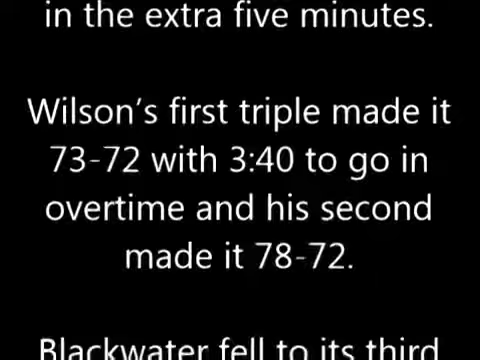 in the extra five minutes.
Wilson’s first triple made it
73-72 with 3:40 to go in
overtime and his second
made it 78-72.
Blackwater fell to its third